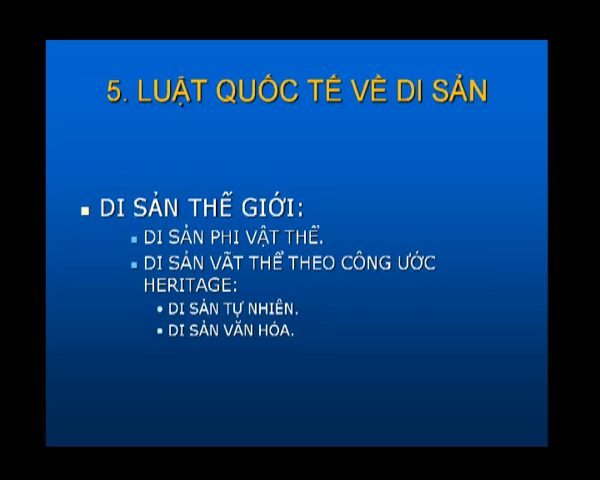 5. LUẬT QUỐC TẾ VỀ DI SẢN
DI SẢN THẾ GIỚI:
DI SẢN PHI VẬT THỂ.
DI SẢN VÃT THỂ THEO CÔNG ƯỚC
HERITAGE:
DI SẢN TỰ NHIÊN.
DI SẢN VĂN HÓA.